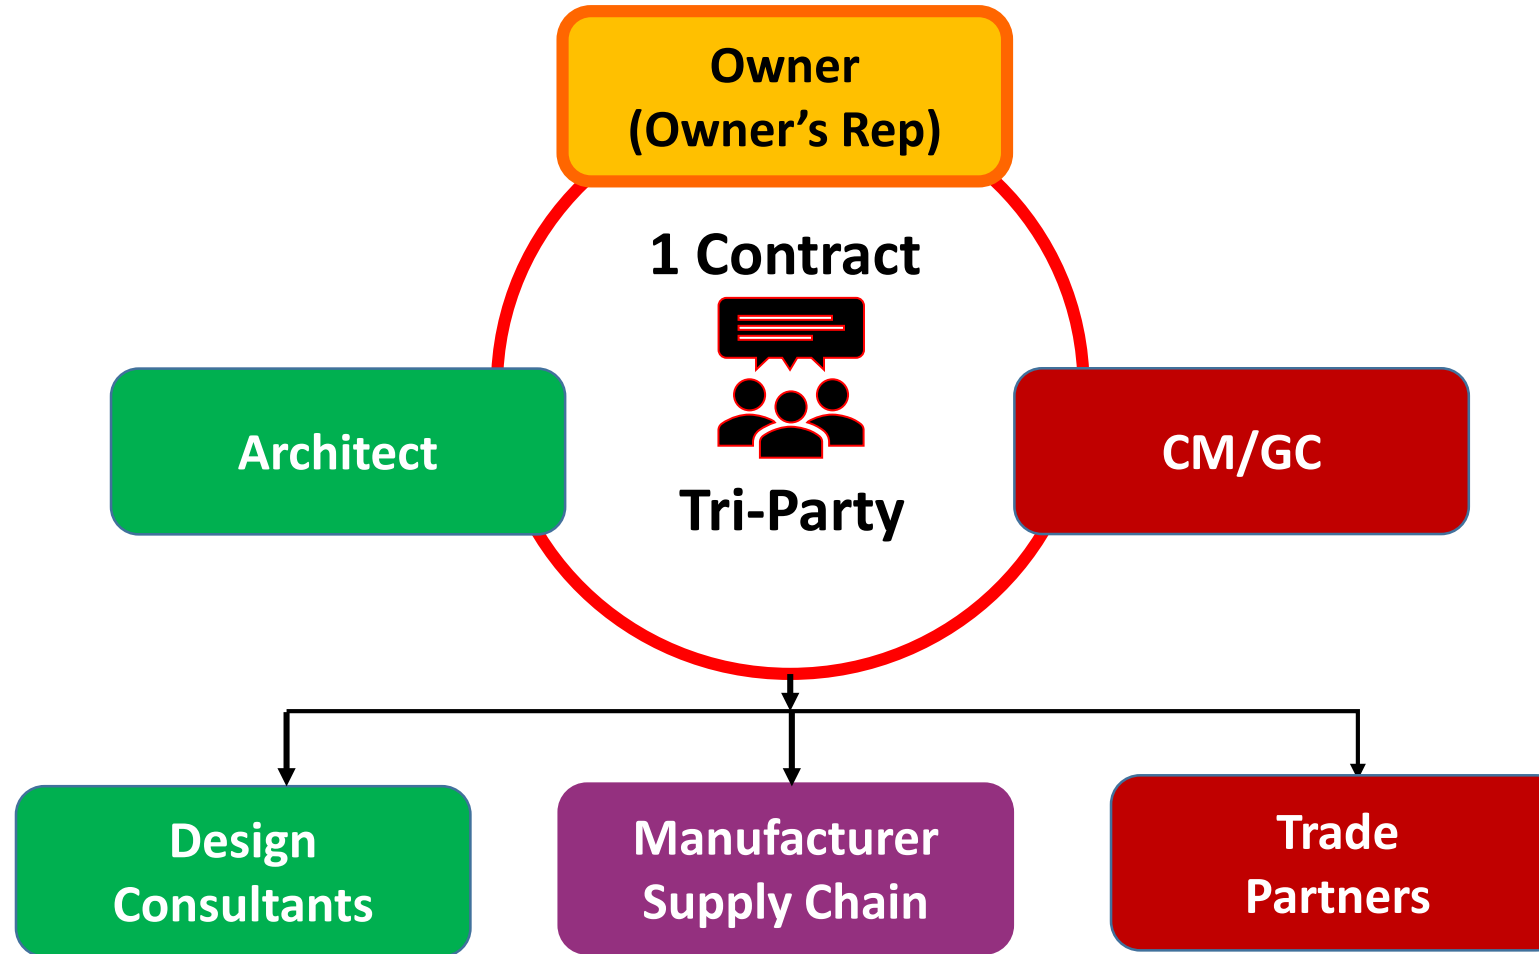 Owner
(Owner’s Rep)
1 Contract
Architect
CM/GC
Tri-Party
Design
Consultants
Manufacturer
Supply Chain
Trade
Partners